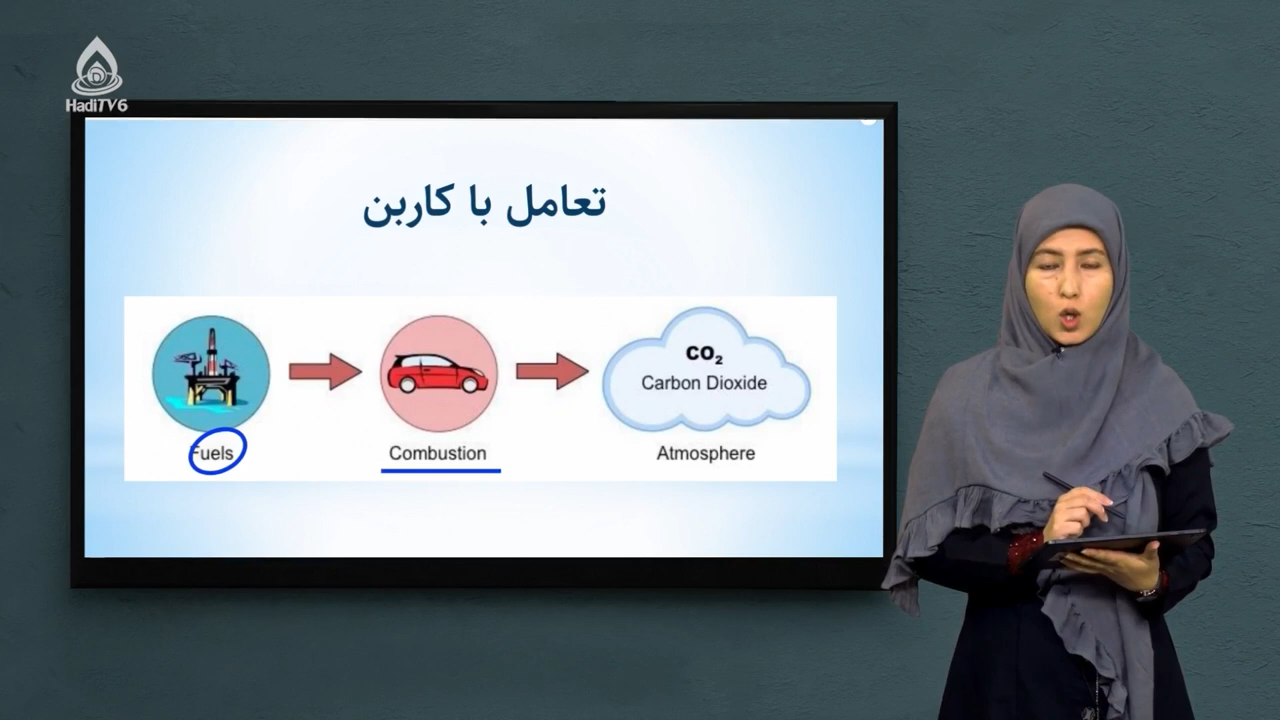 HadiTV6
تعامل با کاربن
CO₂
Carbon Dioxide
Fuels
Combustion
Atmosphere